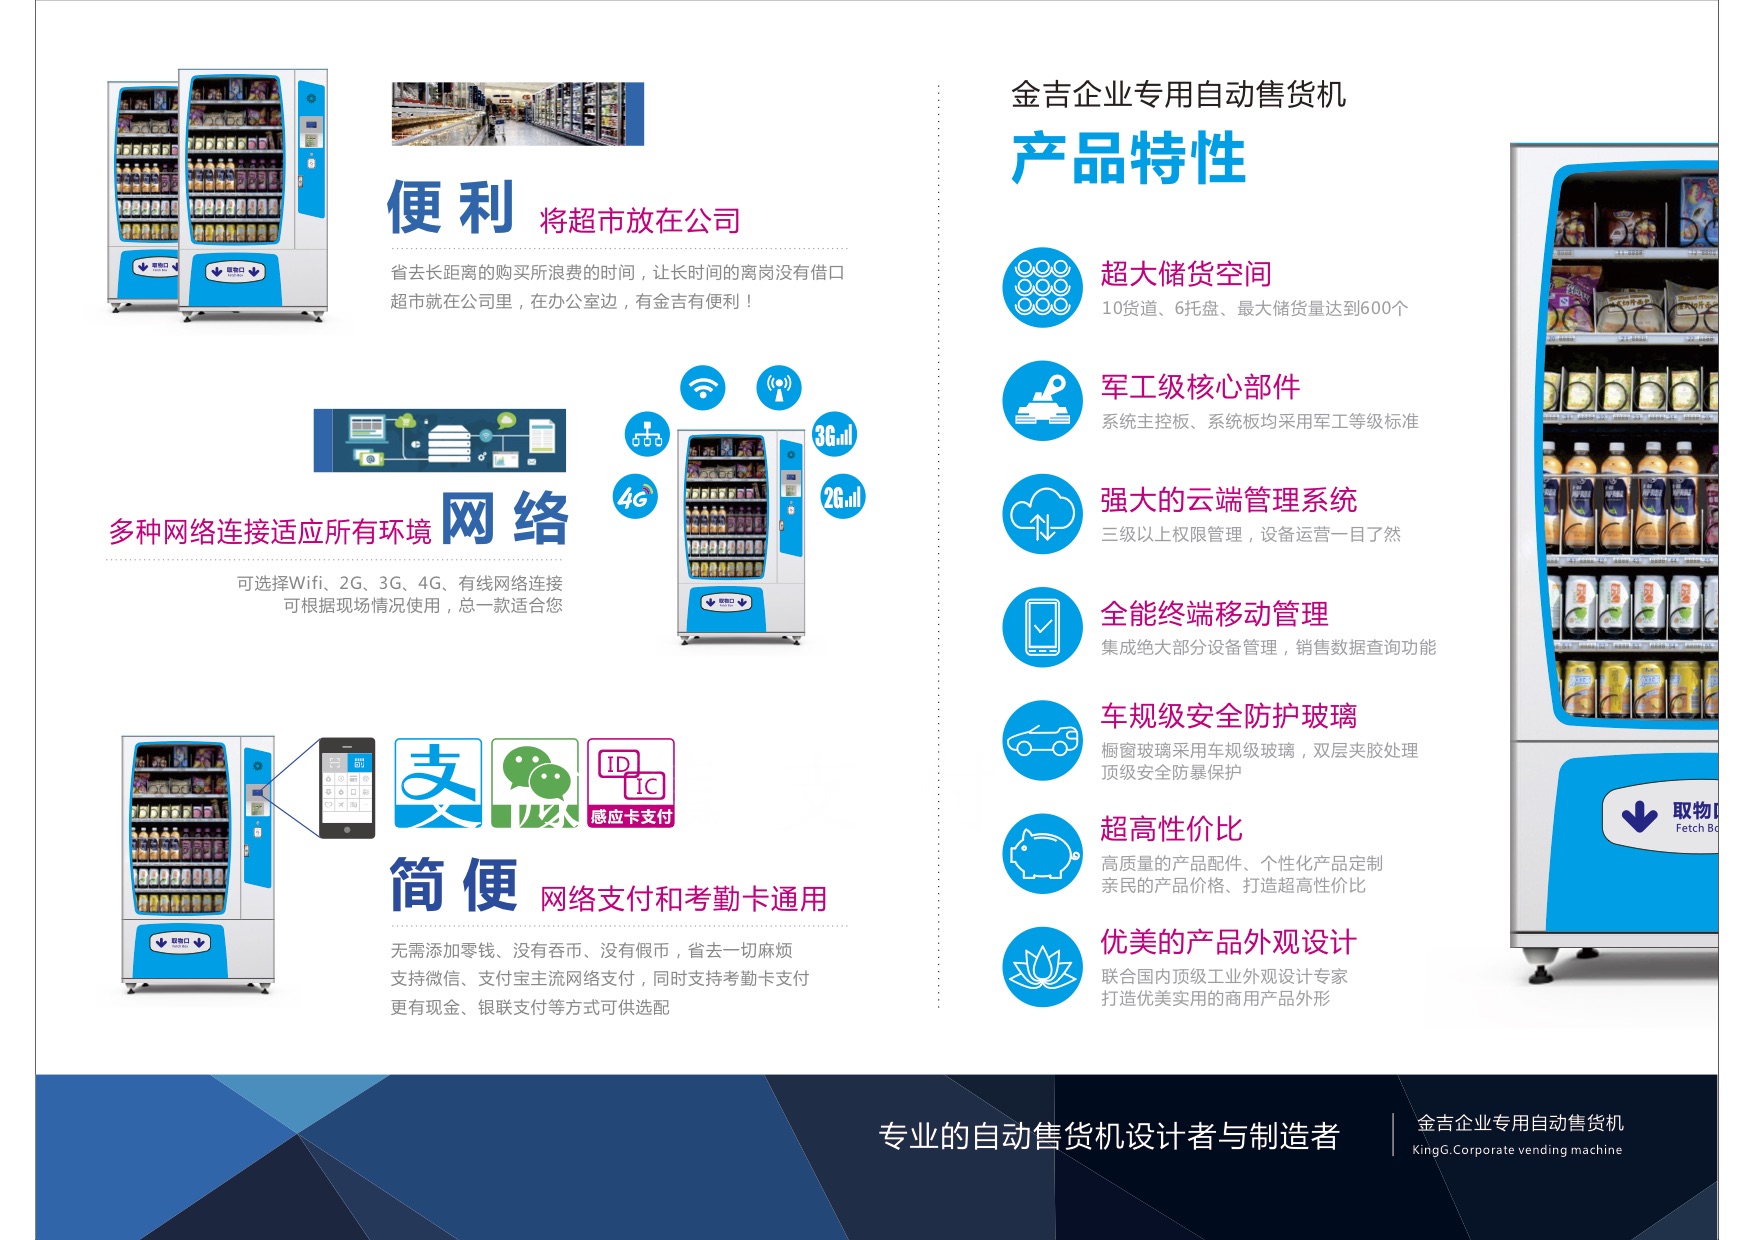 便利 将超市放在公司
省去长距离的购买所浪费的时间，让长时间的离岗没有借口
超市就在公司里，在办公室边，有金吉有便利！
4G
3G
2G
取物口
Fetch Box
多种网络连接适应所有环境 网络
可选择Wifi、2G、3G、4G、有线网络连接
可根据现场情况使用，总一款适合您
支
ID
IC
感应卡支付
简便 网络支付和考勤卡通用
无需添加零钱、没有吞币、没有假币，省去一切麻烦
支持微信、支付宝主流网络支付，同时支持考勤卡支付
更有现金、银联支付等方式可供选配
金吉企业专用自动售货机
产品特性
超大储货空间
10货道、6托盘、最大储货量达到600个
军工级核心部件
系统主控板、系统板均采用军工等级标准
强大的云端管理系统
三级以上权限管理，设备运营一目了然
全能终端移动管理
集成绝大部分设备管理，销售数据查询功能
车规级安全防护玻璃
橱窗玻璃采用车规级玻璃，双层夹胶处理
顶级安全防暴保护
超高性价比
高质量的产品配件、个性化产品定制
亲民的产品价格、打造超高性价比
优美的产品外观设计
联合国内顶级工业外观设计专家
打造优美实用的商用产品外形
取物口
Fetch Bo
专业的自动售货机设计者与制造者
金吉企业专用自动售货机
KingG.Corporate vending machine